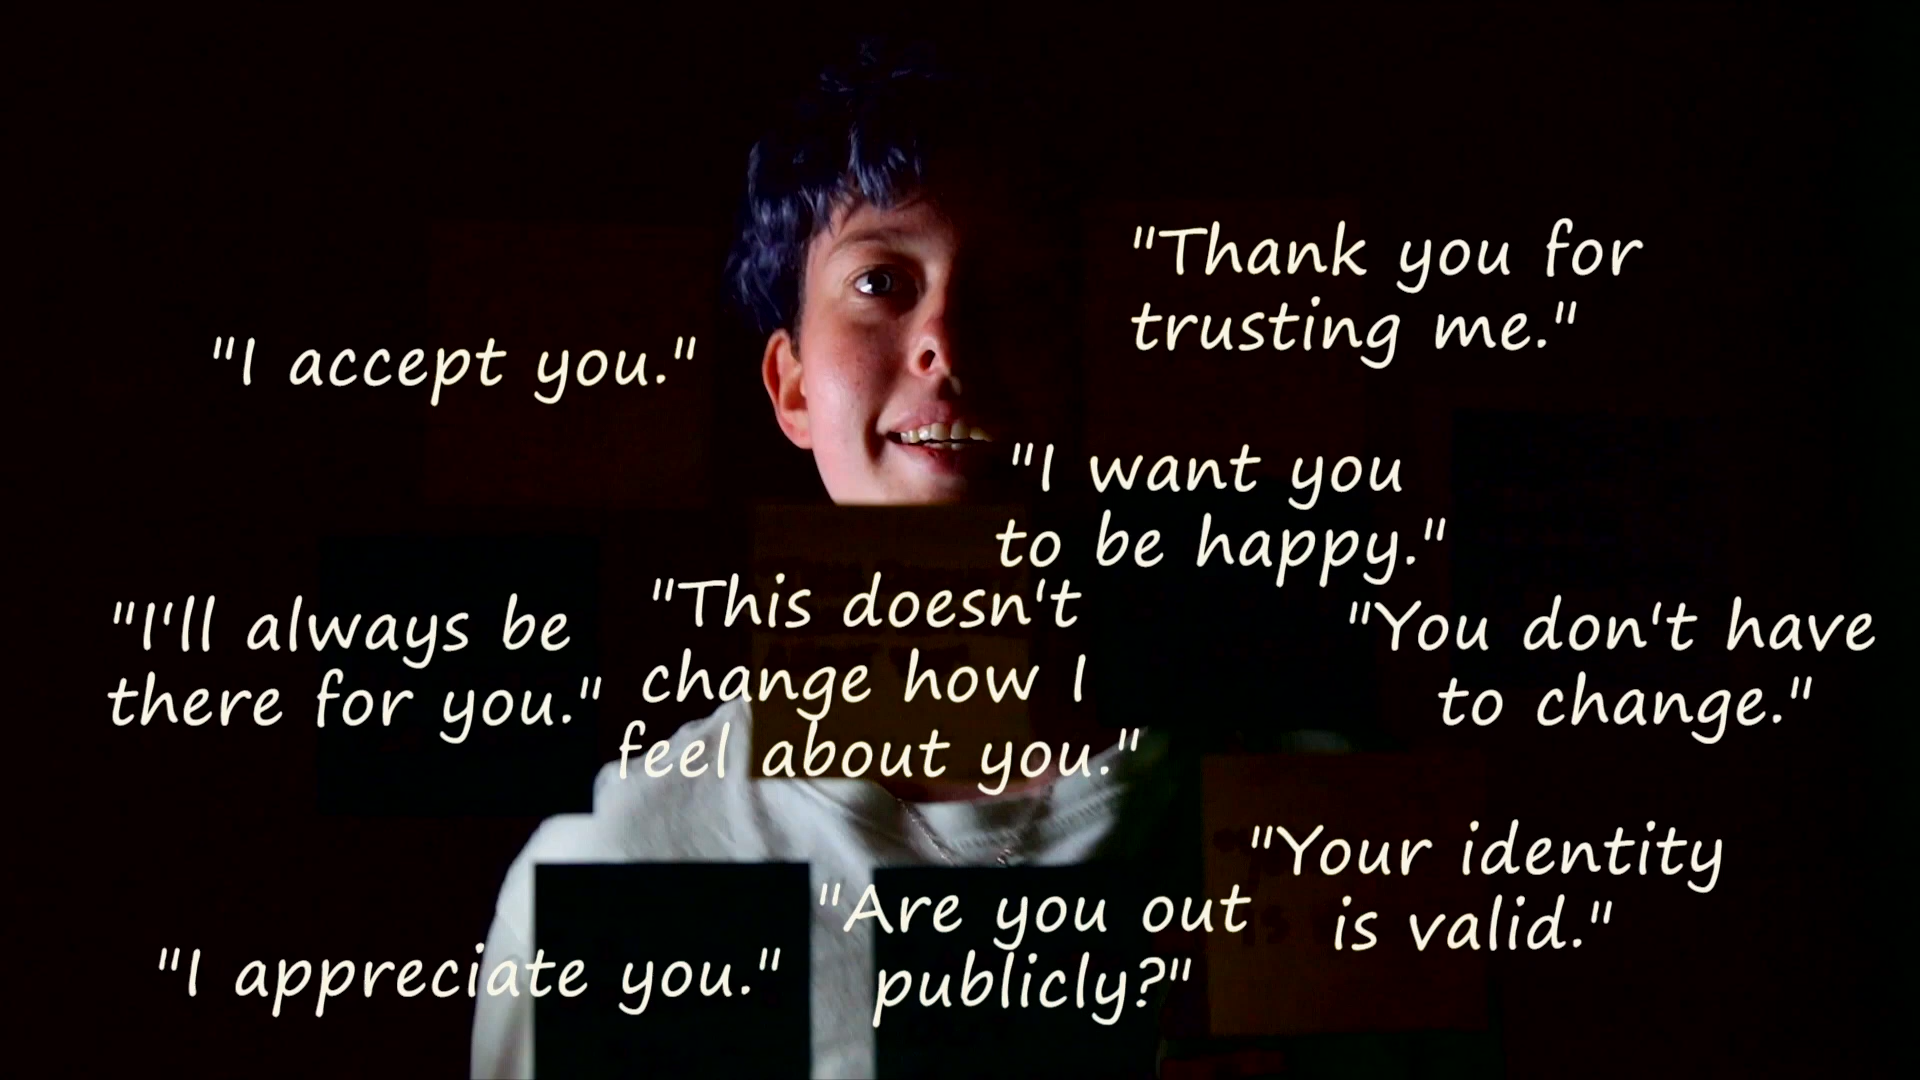 "Thank you for
trusting me."
"I accept you."
"I want you
to be happy."
"This doesn't
change how I
feel about you."
"I'll always be
there for you."
"You don't have
to change."
"Your identity
is valid."
"Are you out
publicly?"
"I appreciate you."